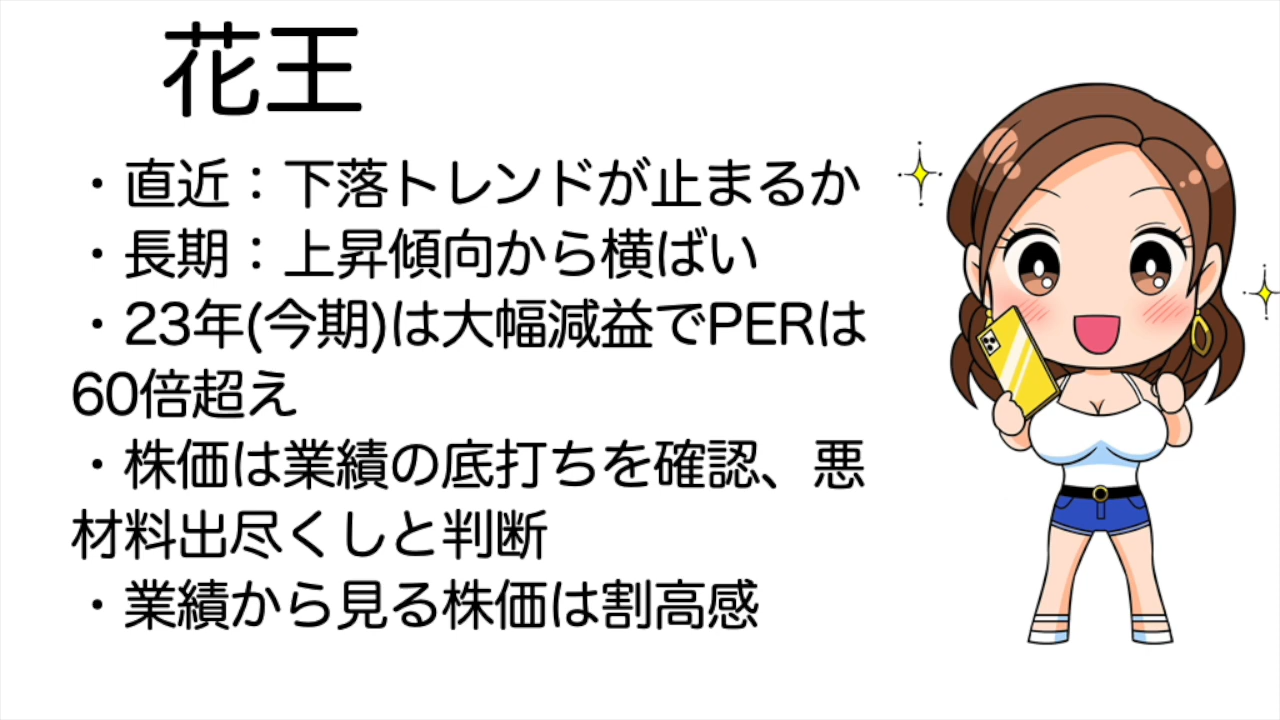 花王
・直近：下落トレンドが止まるか
・長期：上昇傾向から横ばい
・23年(今期)は大幅減益でPERは
60倍超え
・株価は業績の底打ちを確認、悪
材料出尽くしと判断
・業績から見る株価は割高感